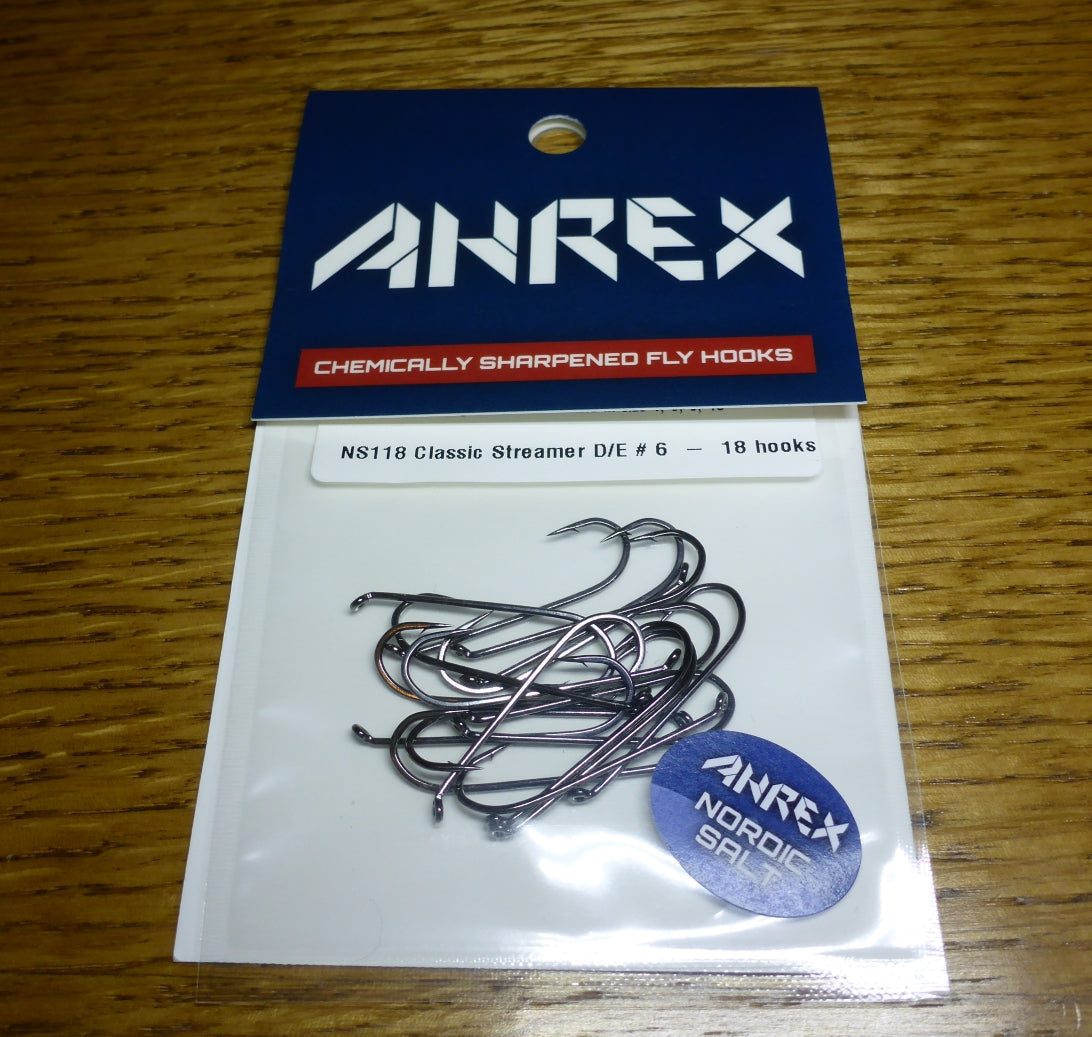 AHREX
CHEMICALLY SHARPENED FLY HOOKS
NS118 Classic Streamer D/E # 6 – 18 hooks
AHREX
NORDIC
SALT